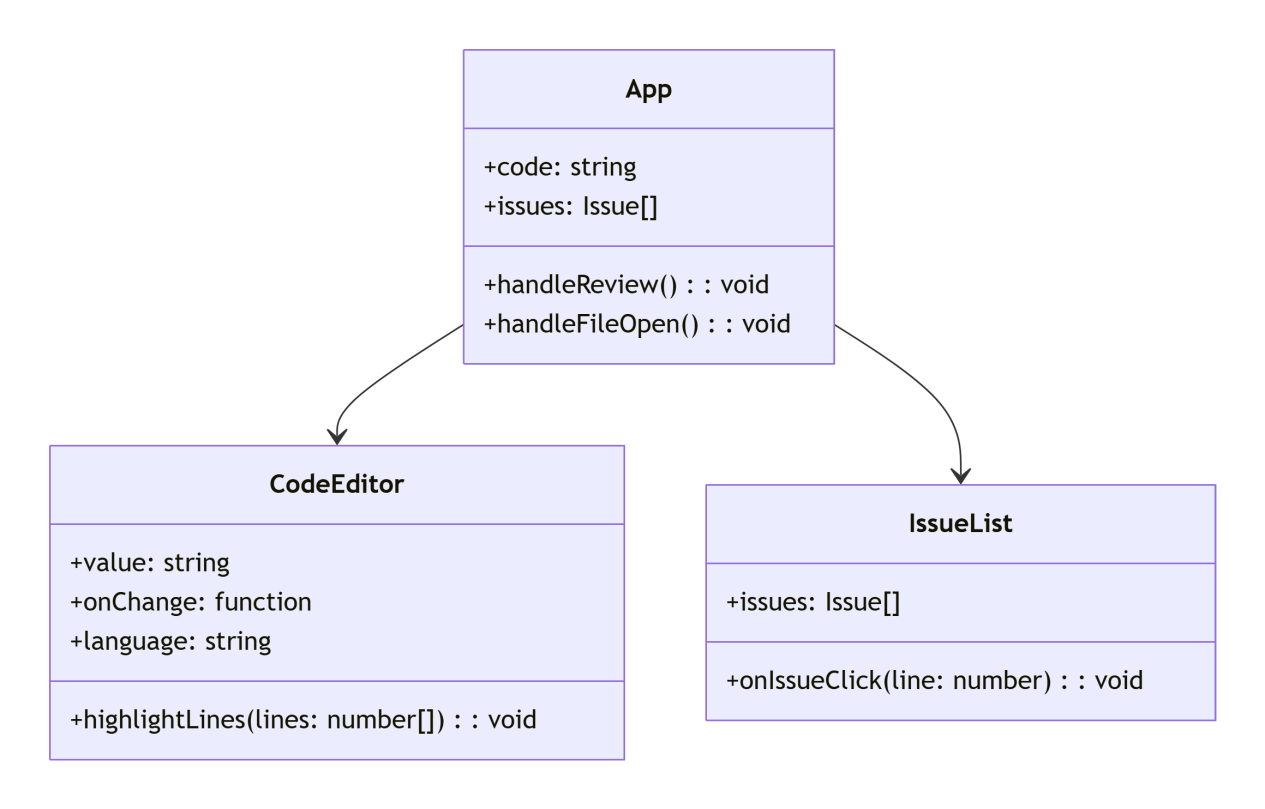 App
+code: string
+issues: Issue[]
+handleReview() : : void
+handleFileOpen() : : void
CodeEditor
+value: string
+onChange: function
+language: string
+highlightLines(lines: number[]) : : void
IssueList
+issues: Issue[]
+onIssueClick(line: number) : : void